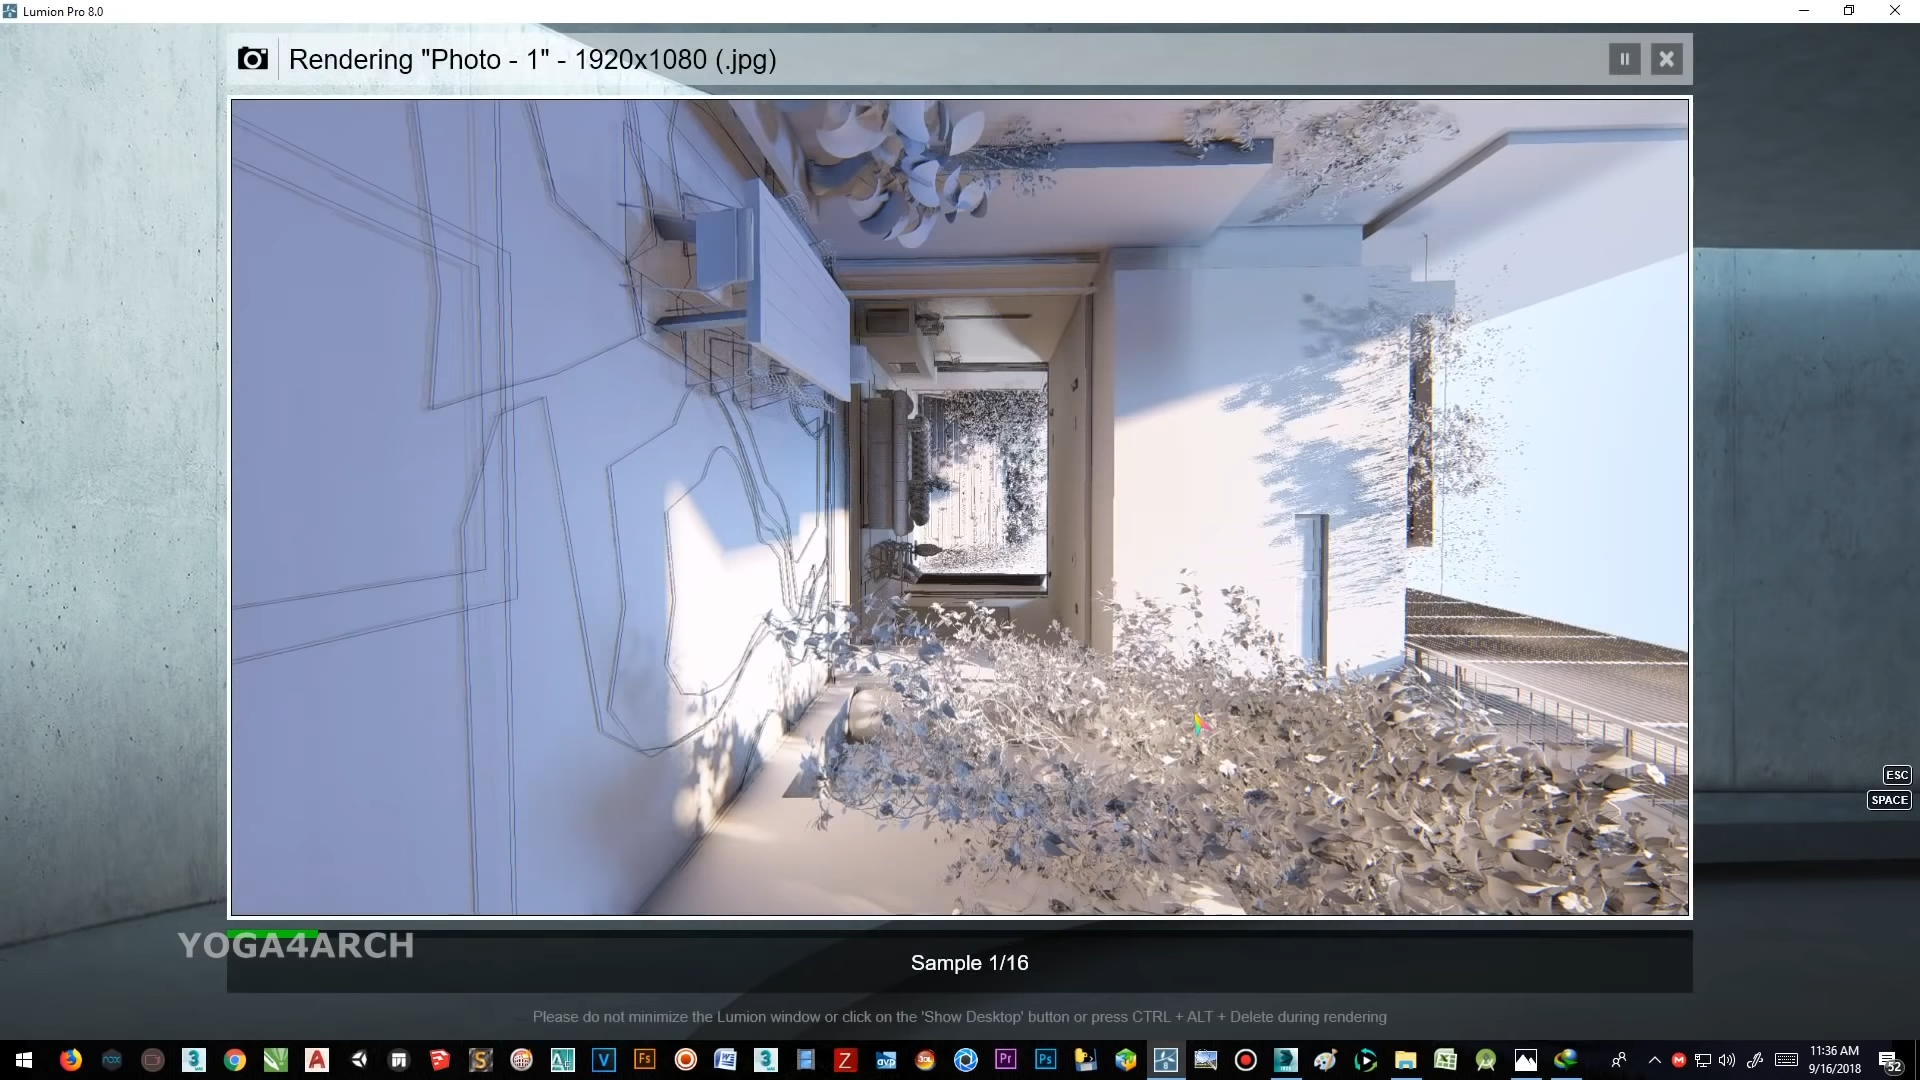 Lumion Pro 8.0
Rendering "Photo - 1" - 1920x1080 (.jpg)
ESC
SPACE
YOGA4ARCH
Sample 1/16
Please do not minimize the Lumion window or click on the 'Show Desktop' button or press CTRL + ALT + Delete during rendering
11:36 AM
9/16/2018
52